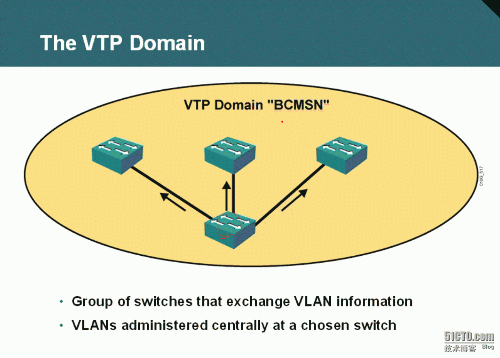 The VTP Domain
VTP Domain "BCMSN"
• Group of switches that exchange VLAN information
• VLANs administered centrally at a chosen switch
51CTO.com
技术博客 Blog